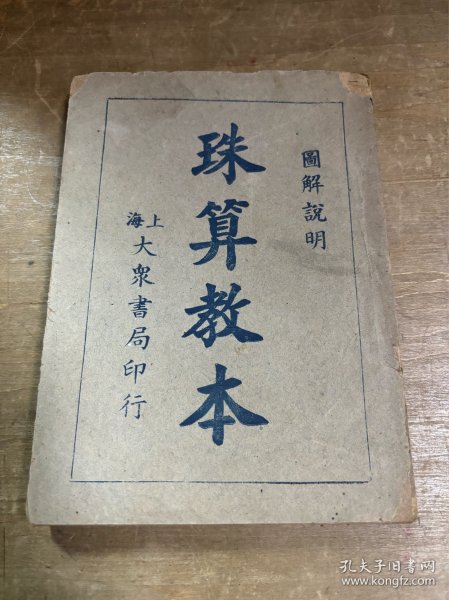 圖解說明
珠算教本
上海
大衆書局印行
孔夫子旧书网
www.kongfz.com